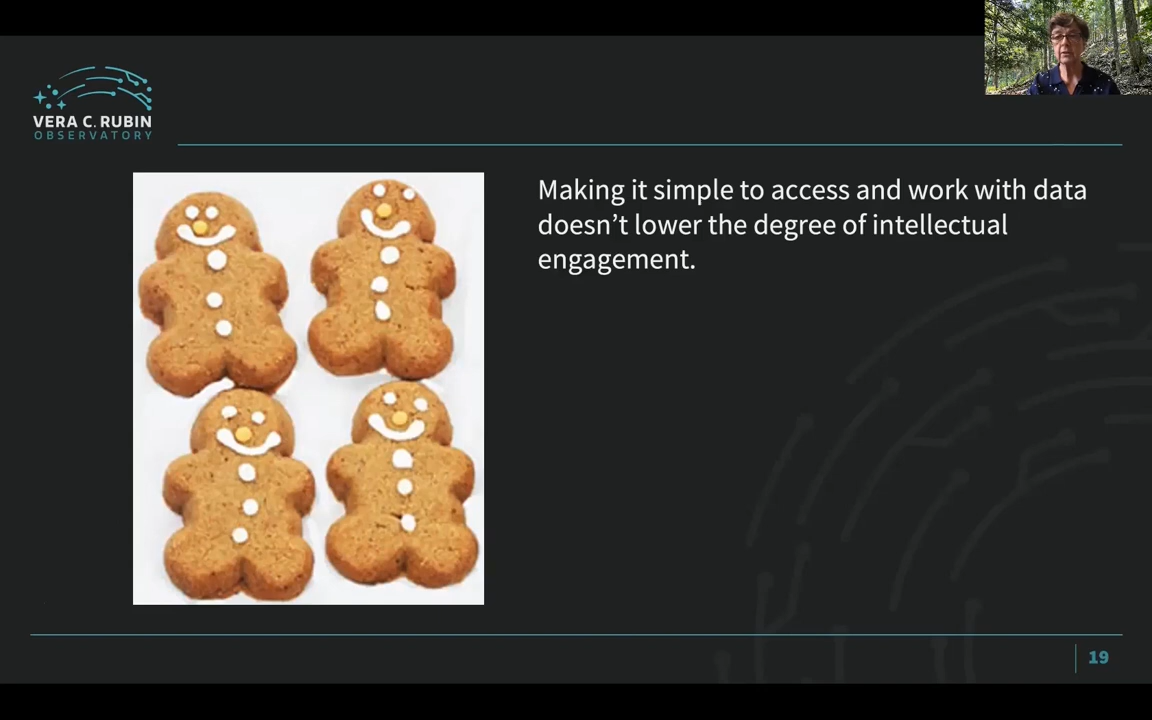 VERA C. RUBIN
OBSERVATORY
Making it simple to access and work with data
doesn’t lower the degree of intellectual
engagement.
19